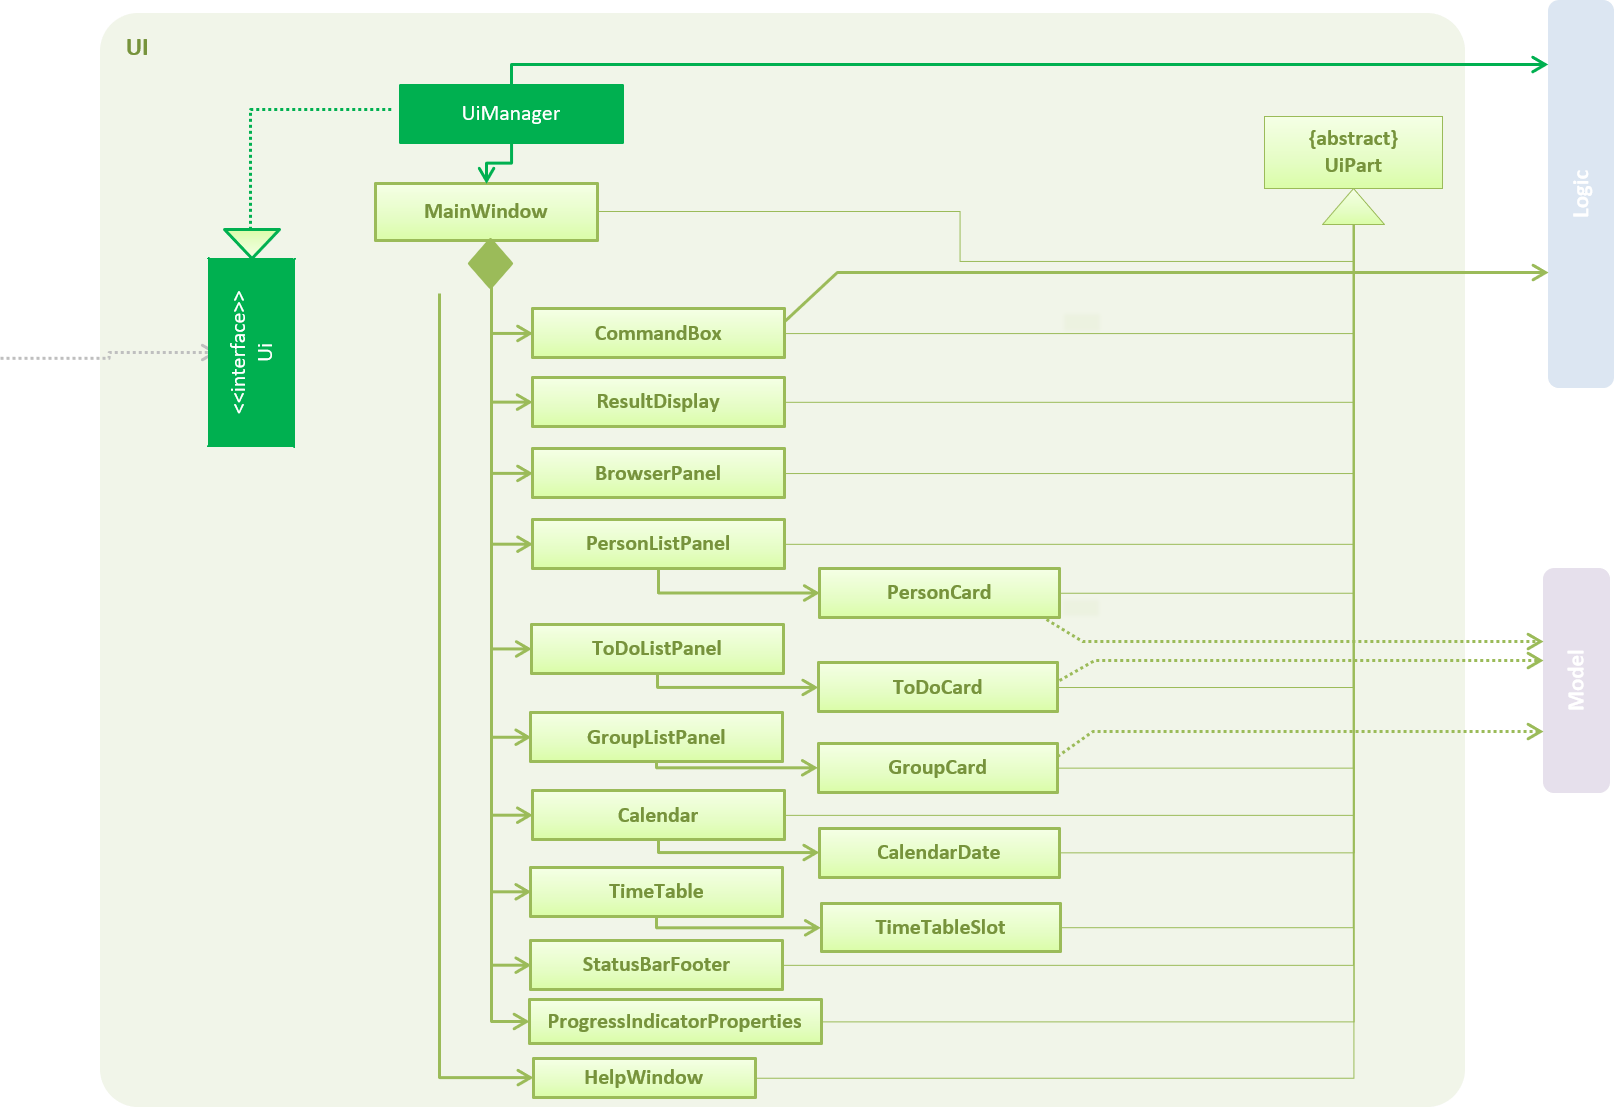 UI
UiManager
{abstract}
UiPart
Logic
MainWindow
<<interface>>
Ui
CommandBox
ResultDisplay
BrowserPanel
PersonListPanel
PersonCard
ToDoListPanel
Model
ToDoCard
GroupListPanel
GroupCard
Calendar
CalendarDate
TimeTable
TimeTableSlot
StatusBarFooter
ProgressIndicatorProperties
HelpWindow